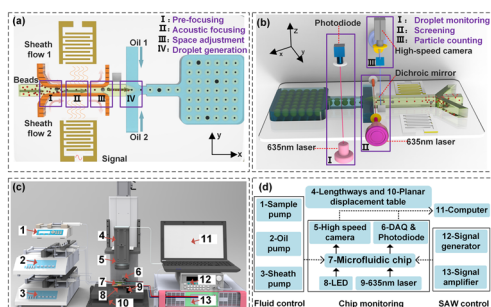 (a)
Sheath
flow 1
Oil 1
I : Pre-focusing
II : Acoustic focusing
III : Space adjustment
IV : Droplet generation
Beads
I
II
III
IV
Sheath
flow 2
Oil 2
Signal
y
x
(b)
Photodiode
I : Droplet monitoring
II : Screening
III : Particle counting
High-speed camera
III
z
x
y
Dichroic mirror
635nm laser
I
II
635nm laser
(c)
1
2
3
4
5
6
7
8
9
10
11
12
13
(d)
4-Lengthways and 10-Planar
displacement table
1-Sample
pump
11-Computer
5-High speed
camera
6-DAQ &
Photodiode
2-Oil
pump
12-Signal
generator
7-Microfluidic chip
3-Sheath
pump
8-LED
9-635nm laser
13-Signal
amplifier
Fluid control
Chip monitoring
SAW control